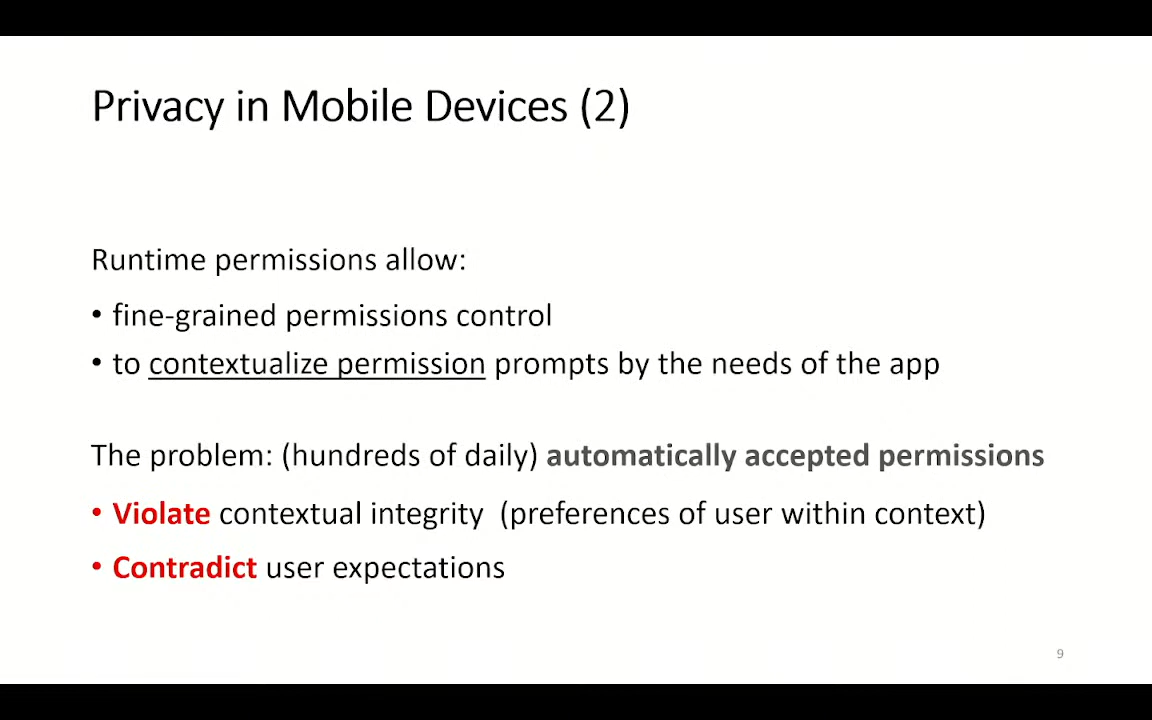 Privacy in Mobile Devices (2)
Runtime permissions allow:
• fine-grained permissions control
• to contextualize permission prompts by the needs of the app
The problem: (hundreds of daily) automatically accepted permissions
• Violate contextual integrity (preferences of user within context)
• Contradict user expectations
9